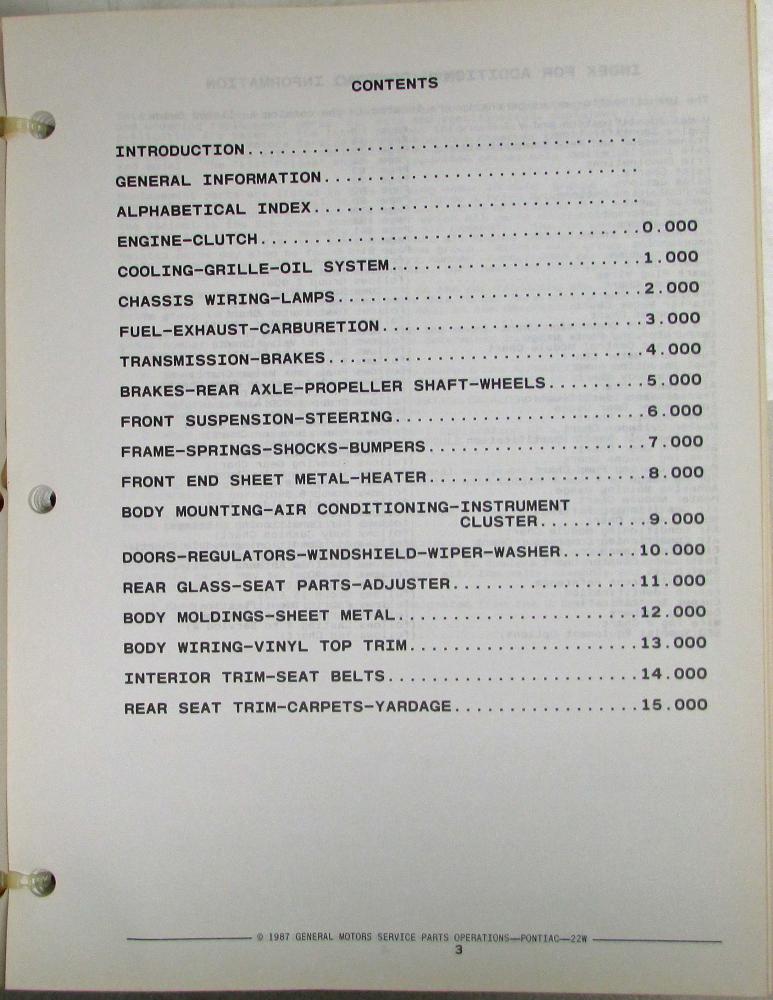 INDEX FOR ADDITIONAL INFORMATION
CONTENTS
INTRODUCTION....................................
GENERAL INFORMATION.............................
ALPHABETICAL INDEX..............................
ENGINE-CLUTCH...................................0.000
COOLING-GRILLE-OIL SYSTEM.......................1.000
CHASSIS WIRING-LAMPS............................2.000
FUEL-EXHAUST-CARBURETION........................3.000
TRANSMISSION-BRAKES.............................4.000
BRAKES-REAR AXLE-PROPELLER SHAFT-WHEELS.........5.000
FRONT SUSPENSION-STEERING.......................6.000
FRAME-SPRINGS-SHOCKS-BUMPERS....................7.000
FRONT END SHEET METAL-HEATER....................8.000
BODY MOUNTING-AIR CONDITIONING-INSTRUMENT
CLUSTER..........9.000
DOORS-REGULATORS-WINDSHIELD-WIPER-WASHER.......10.000
REAR GLASS-SEAT PARTS-ADJUSTER.................11.000
BODY MOLDINGS-SHEET METAL......................12.000
BODY WIRING-VINYL TOP TRIM.....................13.000
INTERIOR TRIM-SEAT BELTS.......................14.000
REAR SEAT TRIM-CARPETS-YARDAGE.................15.000
© 1987 GENERAL MOTORS SERVICE PARTS OPERATIONS—PONTIAC—22W
3